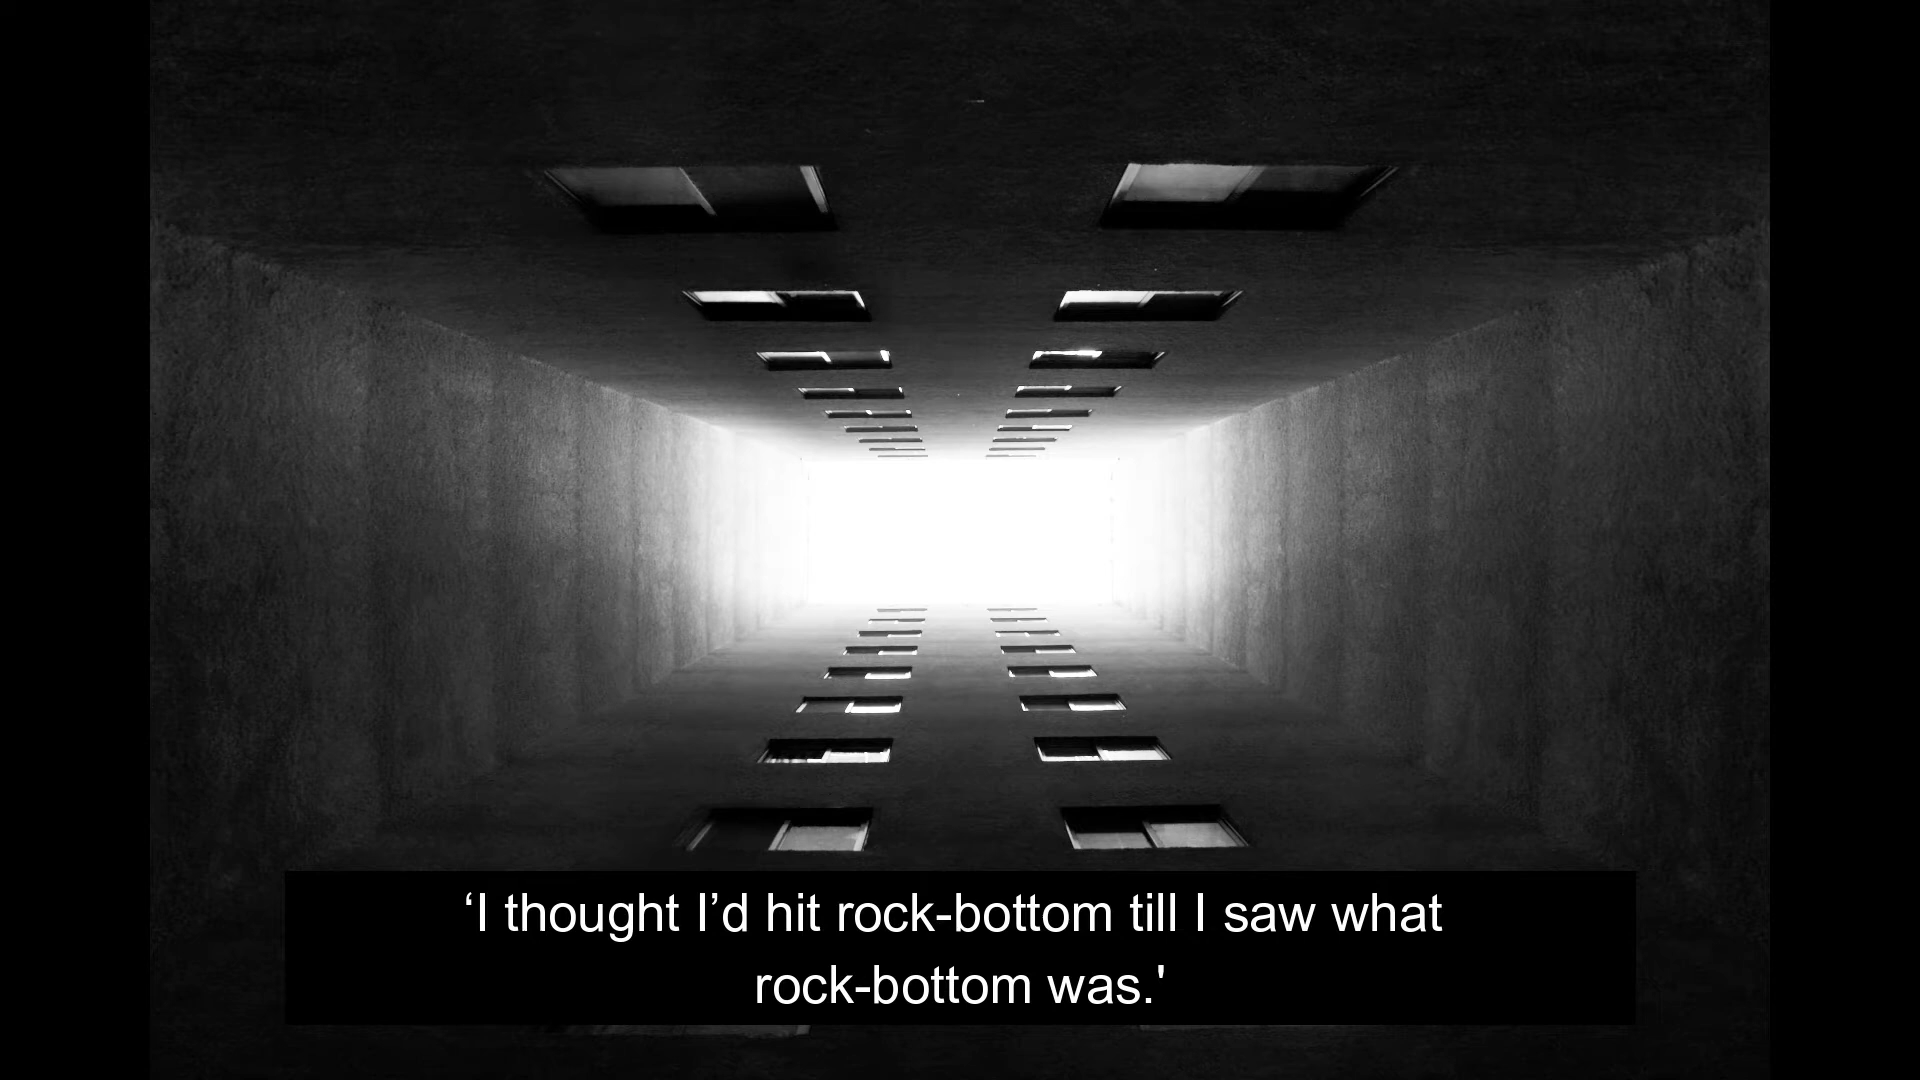 ‘I thought I’d hit rock-bottom till I saw what
rock-bottom was.'